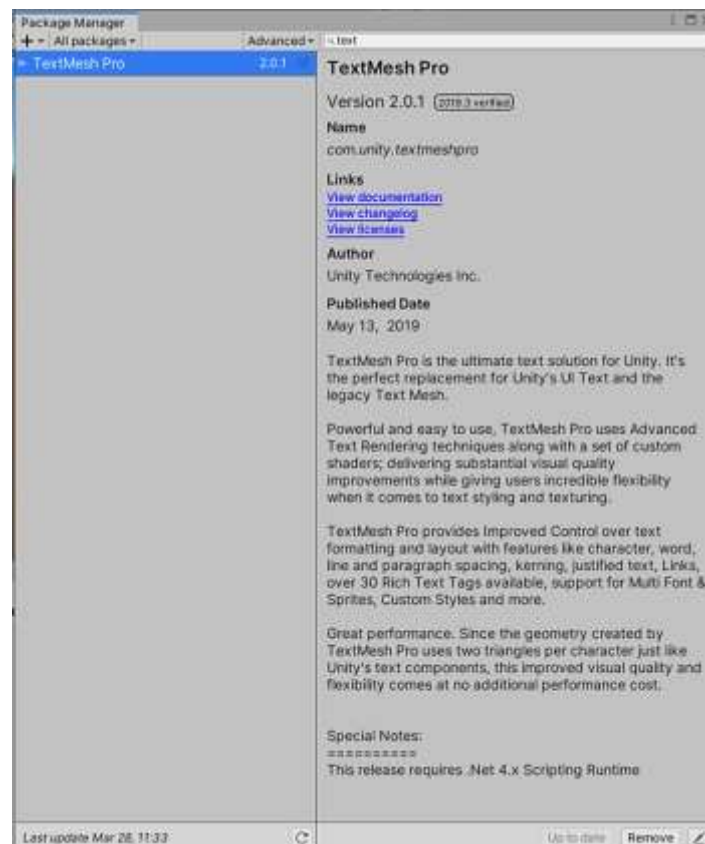 Package Manager
+ All packages Advanced text
TextMesh Pro 2.0.1
TextMesh Pro
Version 2.0.1 2019.3 verified
Name
com.unity.textmeshpro
Links
View documentation
View changelog
View licenses
Author
Unity Technologies Inc.
Published Date
May 13, 2019
TextMesh Pro is the ultimate text solution for Unity. It's
the perfect replacement for Unity's UI Text and the
legacy Text Mesh.
Powerful and easy to use, TextMesh Pro uses Advanced
Text Rendering techniques along with a set of custom
shaders; delivering substantial visual quality
improvements while giving users incredible flexibility
when it comes to text styling and texturing.
TextMesh Pro provides Improved Control over text
formatting and layout with features like character, word,
line and paragraph spacing, kerning, justified text, Links,
over 30 Rich Text Tags available, support for Multi Font &
Sprites, Custom Styles and more.
Great performance. Since the geometry created by
TextMesh Pro uses two triangles per character just like
Unity's text components, this improved visual quality and
flexibility comes at no additional performance cost.
Special Notes:
==========
This release requires .Net 4.x Scripting Runtime
Last update Mar 28, 11:33 Up to date Remove